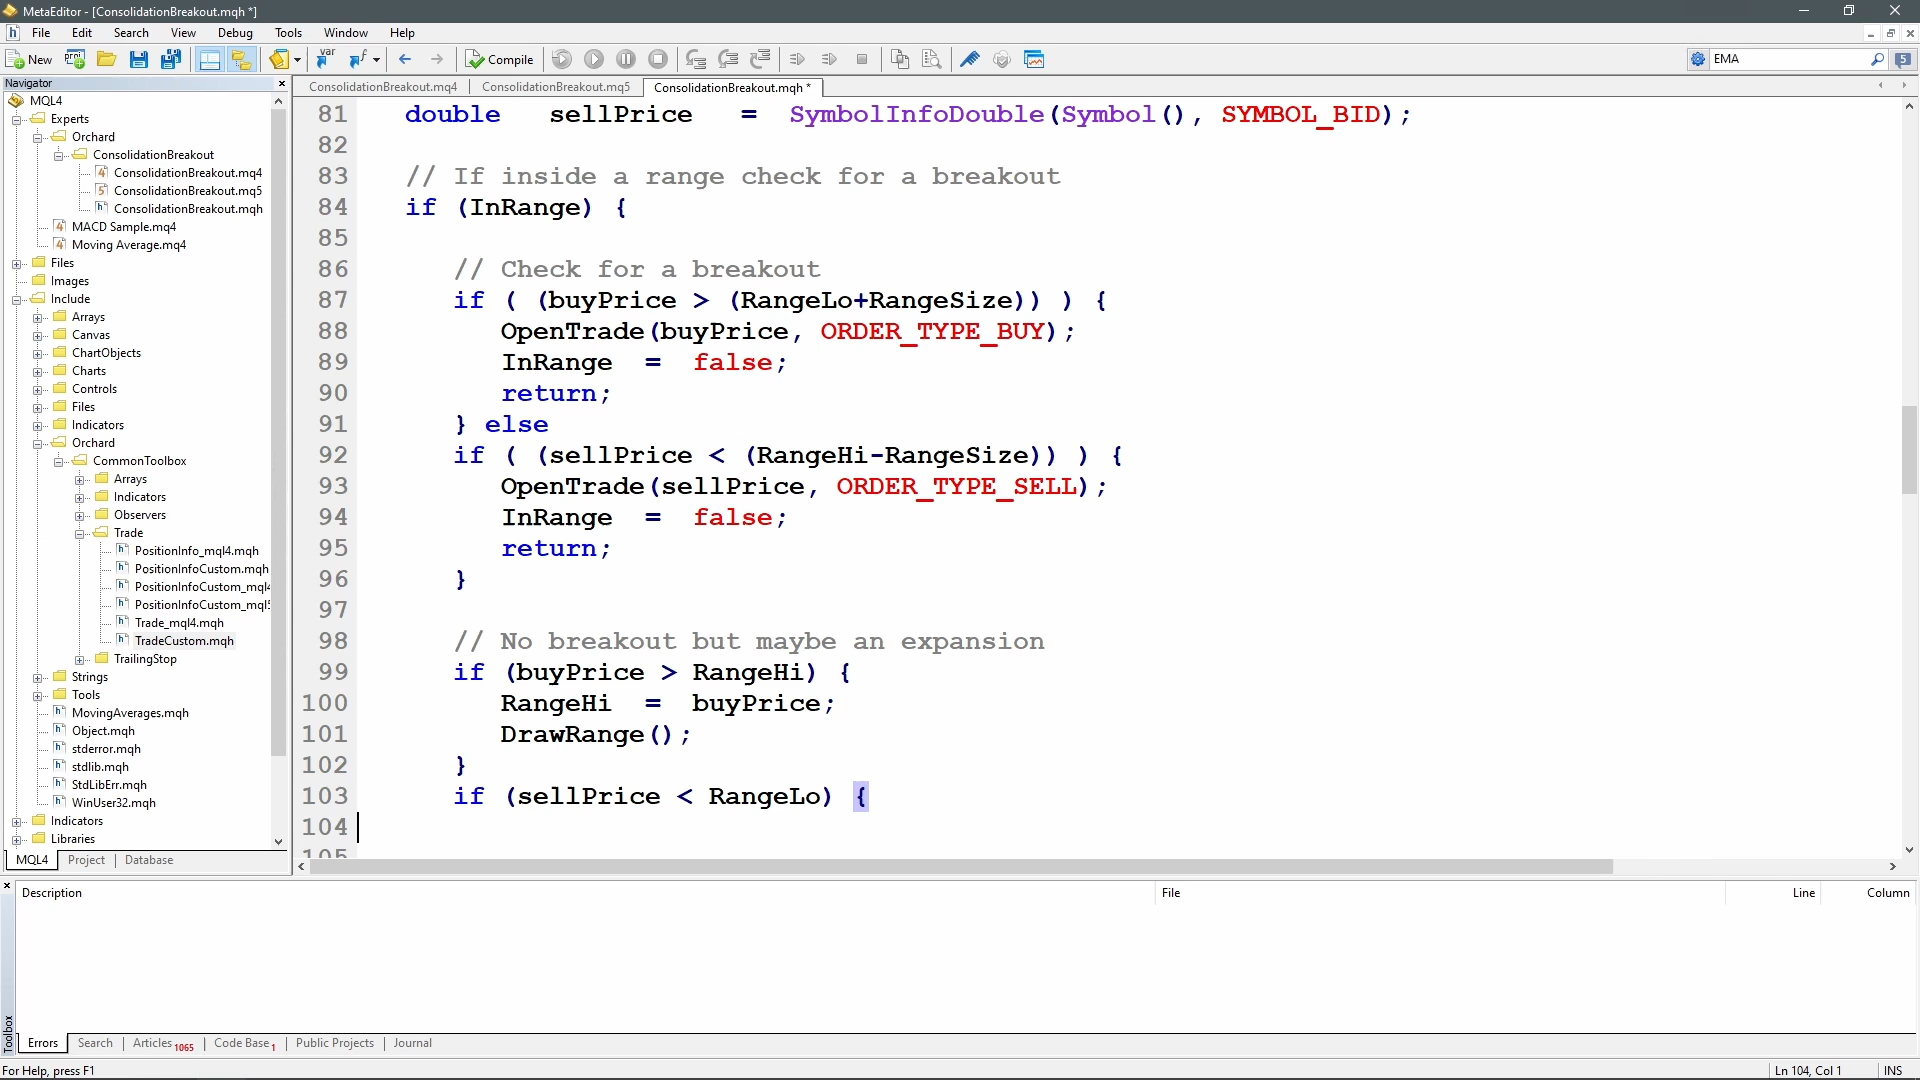 MetaEditor - [ConsolidationBreakout.mqh *]
File Edit Search View Debug Tools Window Help
New Compile EMA 5
Navigator
MQL4
Experts
Orchard
ConsolidationBreakout
ConsolidationBreakout.mq4
ConsolidationBreakout.mq5
ConsolidationBreakout.mqh
MACD Sample.mq4
Moving Average.mq4
Files
Images
Include
Arrays
Canvas
ChartObjects
Charts
Controls
Files
Indicators
Orchard
CommonToolbox
Arrays
Indicators
Observers
Trade
PositionInfo_mql4.mqh
PositionInfoCustom.mqh
PositionInfoCustom_mql4
PositionInfoCustom_mql5
Trade_mql4.mqh
TradeCustom.mqh
TrailingStop
Strings
Tools
MovingAverages.mqh
Object.mqh
stderror.mqh
stdlib.mqh
StdLibErr.mqh
WinUser32.mqh
Indicators
Libraries
MQL4 Project Database
ConsolidationBreakout.mq4 ConsolidationBreakout.mq5 ConsolidationBreakout.mqh *
81 double sellPrice = SymbolInfoDouble(Symbol(), SYMBOL_BID);
82
83 // If inside a range check for a breakout
84 if (InRange) {
85
86 // Check for a breakout
87 if ( (buyPrice > (RangeLo+RangeSize)) ) {
88 OpenTrade(buyPrice, ORDER_TYPE_BUY);
89 InRange = false;
90 return;
91 } else
92 if ( (sellPrice < (RangeHi-RangeSize)) ) {
93 OpenTrade(sellPrice, ORDER_TYPE_SELL);
94 InRange = false;
95 return;
96 }
97
98 // No breakout but maybe an expansion
99 if (buyPrice > RangeHi) {
100 RangeHi = buyPrice;
101 DrawRange();
102 }
103 if (sellPrice < RangeLo) {
104
105
Description File Line Column
Toolbox
Errors Search Articles 1065 Code Base 1 Public Projects Journal
For Help, press F1 Ln 104, Col 1 INS